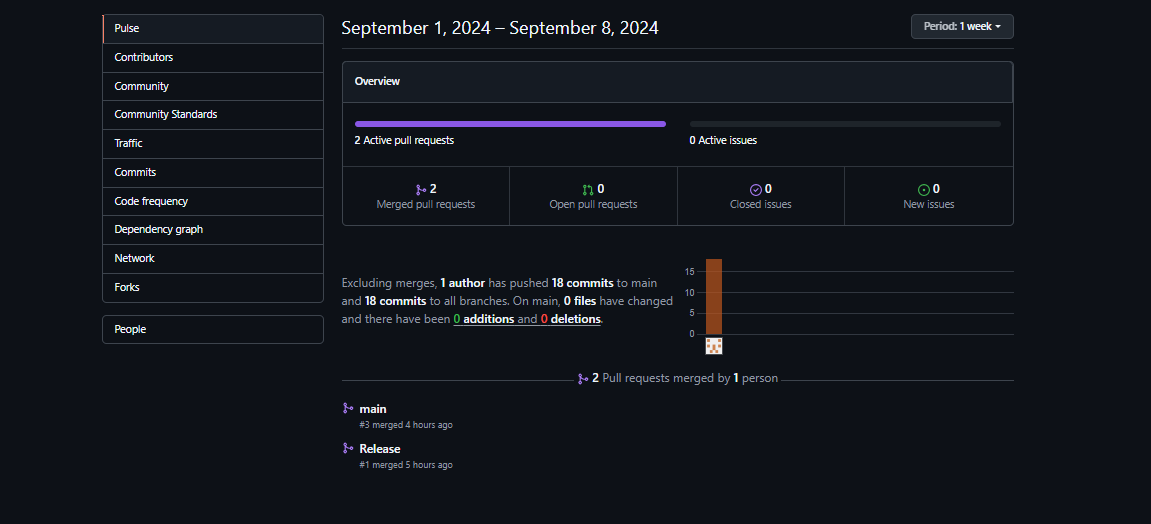 Pulse
Contributors
Community
Community Standards
Traffic
Commits
Code frequency
Dependency graph
Network
Forks
People
September 1, 2024 – September 8, 2024
Period: 1 week
Overview
2 Active pull requests
0 Active issues
2
Merged pull requests
0
Open pull requests
0
Closed issues
0
New issues
Excluding merges, 1 author has pushed 18 commits to main
and 18 commits to all branches. On main, 0 files have changed
and there have been 0 additions and 0 deletions.
15
10
5
0
2 Pull requests merged by 1 person
main
#3 merged 4 hours ago
Release
#1 merged 5 hours ago